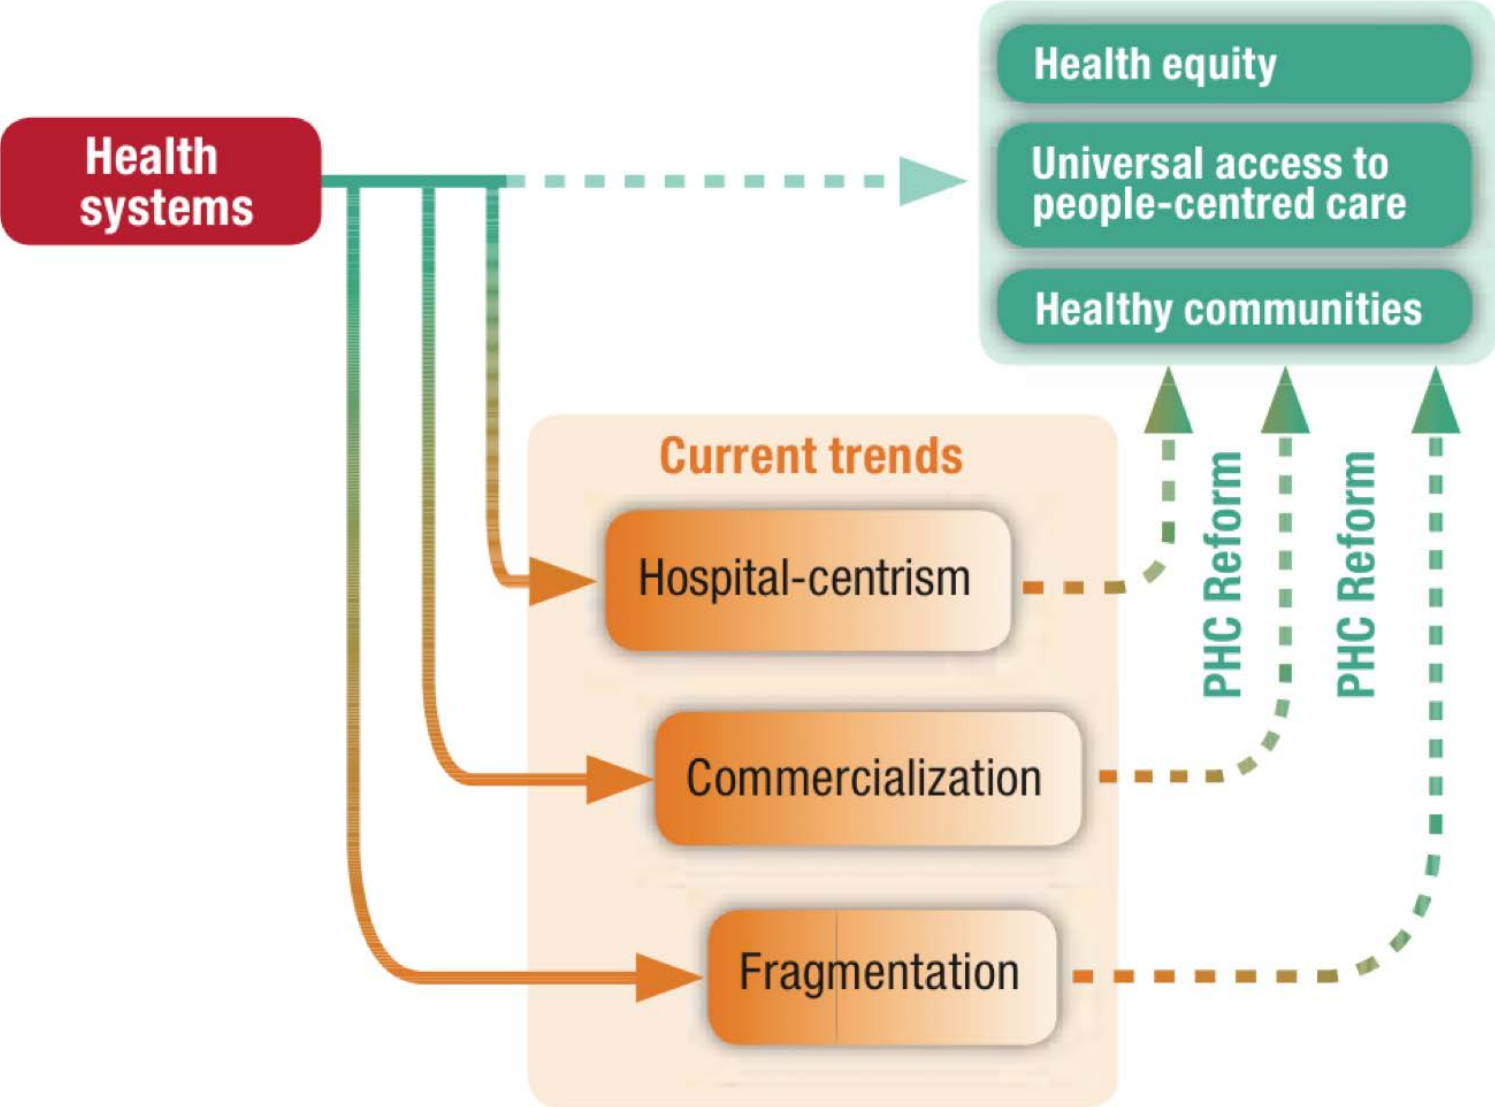 Health equity
Health
systems
Universal access to
people-centred care
Healthy communities
Current trends
Hospital-centrism
PHC Reform
PHC Reform
Commercialization
Fragmentation